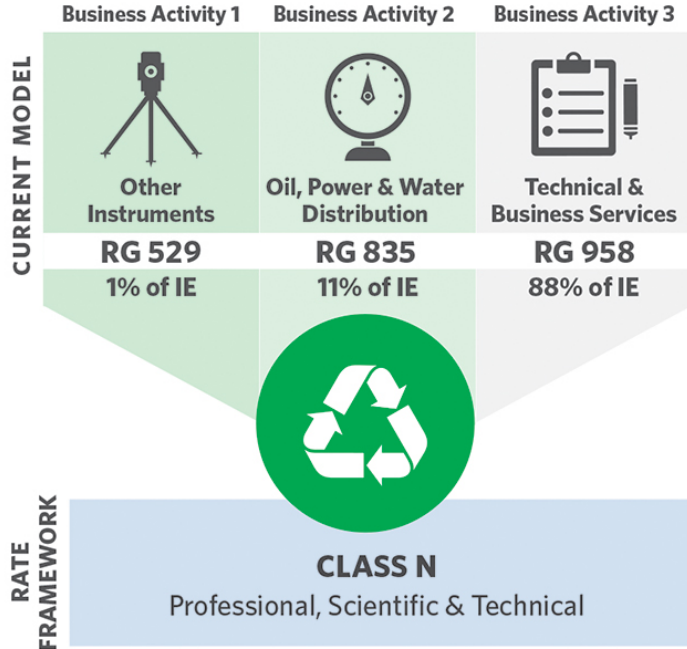 Business Activity 1
Business Activity 2
Business Activity 3
CURRENT MODEL
Other
Instruments
Oil, Power & Water
Distribution
Technical &
Business Services
RG 529
RG 835
RG 958
1% of IE
11% of IE
88% of IE
RATE
FRAMEWORK
CLASS N
Professional, Scientific & Technical